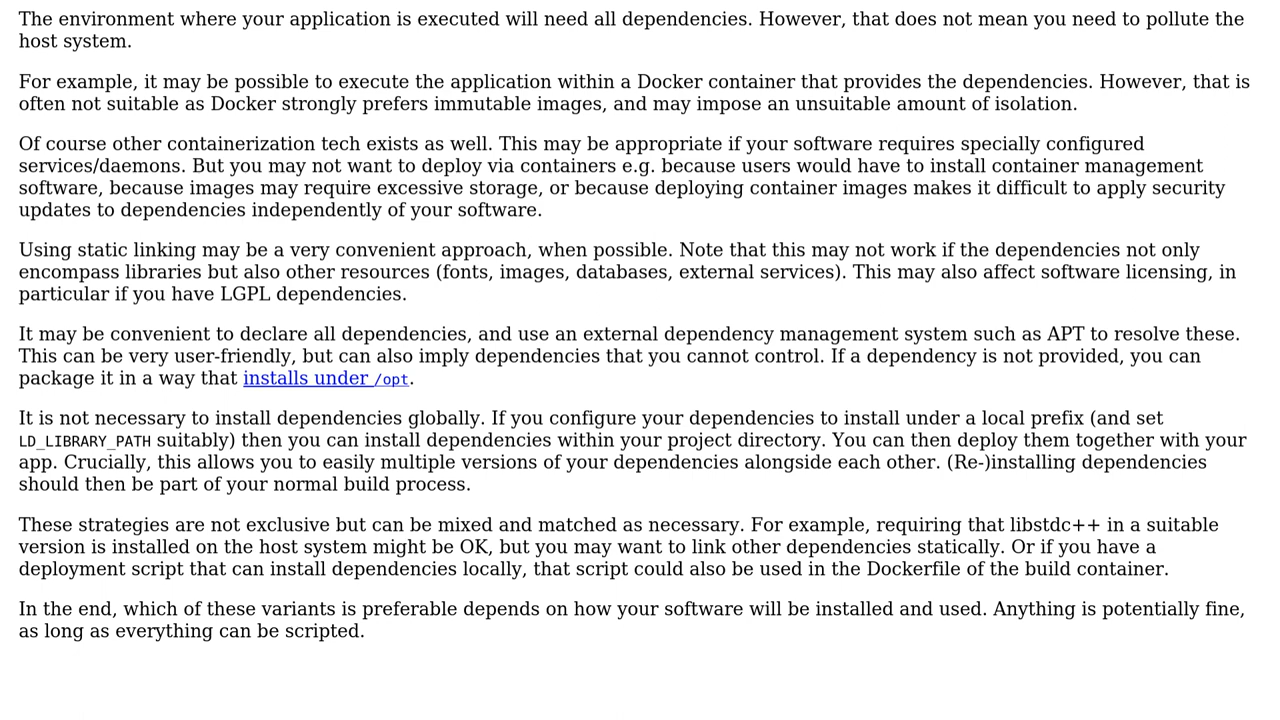 The environment where your application is executed will need all dependencies. However, that does not mean you need to pollute the
host system.
For example, it may be possible to execute the application within a Docker container that provides the dependencies. However, that is
often not suitable as Docker strongly prefers immutable images, and may impose an unsuitable amount of isolation.
Of course other containerization tech exists as well. This may be appropriate if your software requires specially configured
services/daemons. But you may not want to deploy via containers e.g. because users would have to install container management
software, because images may require excessive storage, or because deploying container images makes it difficult to apply security
updates to dependencies independently of your software.
Using static linking may be a very convenient approach, when possible. Note that this may not work if the dependencies not only
encompass libraries but also other resources (fonts, images, databases, external services). This may also affect software licensing, in
particular if you have LGPL dependencies.
It may be convenient to declare all dependencies, and use an external dependency management system such as APT to resolve these.
This can be very user-friendly, but can also imply dependencies that you cannot control. If a dependency is not provided, you can
package it in a way that installs under /opt.
It is not necessary to install dependencies globally. If you configure your dependencies to install under a local prefix (and set
LD_LIBRARY_PATH suitably) then you can install dependencies within your project directory. You can then deploy them together with your
app. Crucially, this allows you to easily multiple versions of your dependencies alongside each other. (Re-)installing dependencies
should then be part of your normal build process.
These strategies are not exclusive but can be mixed and matched as necessary. For example, requiring that libstdc++ in a suitable
version is installed on the host system might be OK, but you may want to link other dependencies statically. Or if you have a
deployment script that can install dependencies locally, that script could also be used in the Dockerfile of the build container.
In the end, which of these variants is preferable depends on how your software will be installed and used. Anything is potentially fine,
as long as everything can be scripted.